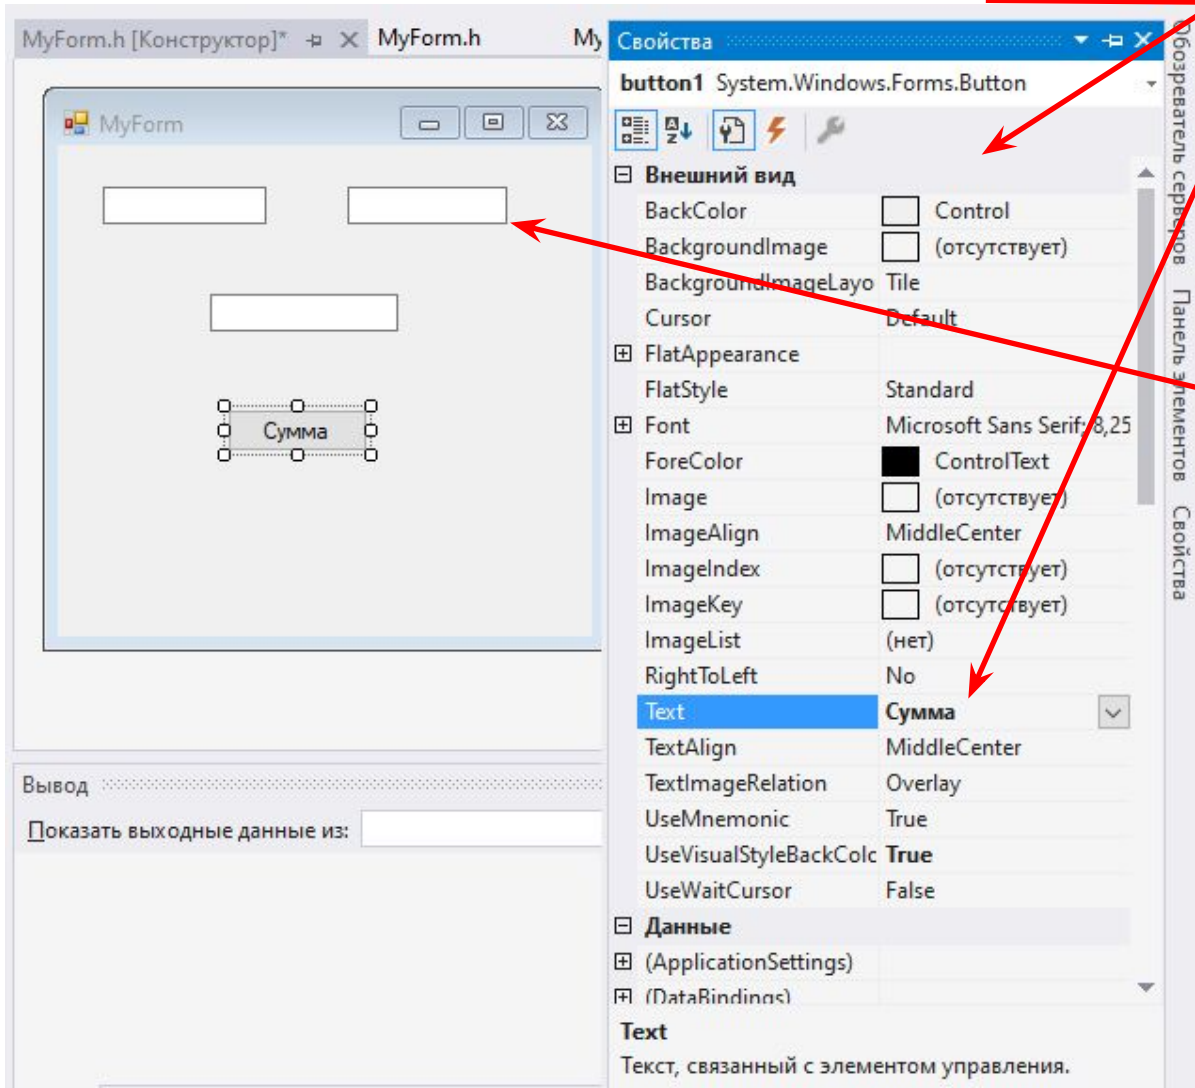 MyForm.h [Конструктор]*
MyForm.h
Му
MyForm
Сумма
Вывод
Показать выходные данные из:
Свойства
button1 System.Windows.Forms.Button
Внешний вид
BackColor Control
BackgroundImage (отсутствует)
BackgroundImageLayo Tile
Cursor Default
FlatAppearance
FlatStyle Standard
Font Microsoft Sans Serif; 8,25
ForeColor ControlText
Image (отсутствует)
ImageAlign MiddleCenter
ImageIndex (отсутствует)
ImageKey (отсутствует)
ImageList (нет)
RightToLeft No
Text Сумма
TextAlign MiddleCenter
TextImageRelation Overlay
UseMnemonic True
UseVisualStyleBackColc True
UseWaitCursor False
Данные
(ApplicationSettings)
(DataBindings)
Text
Текст, связанный с элементом управления.
Обозреватель серверов
Панель элементов
Свойства